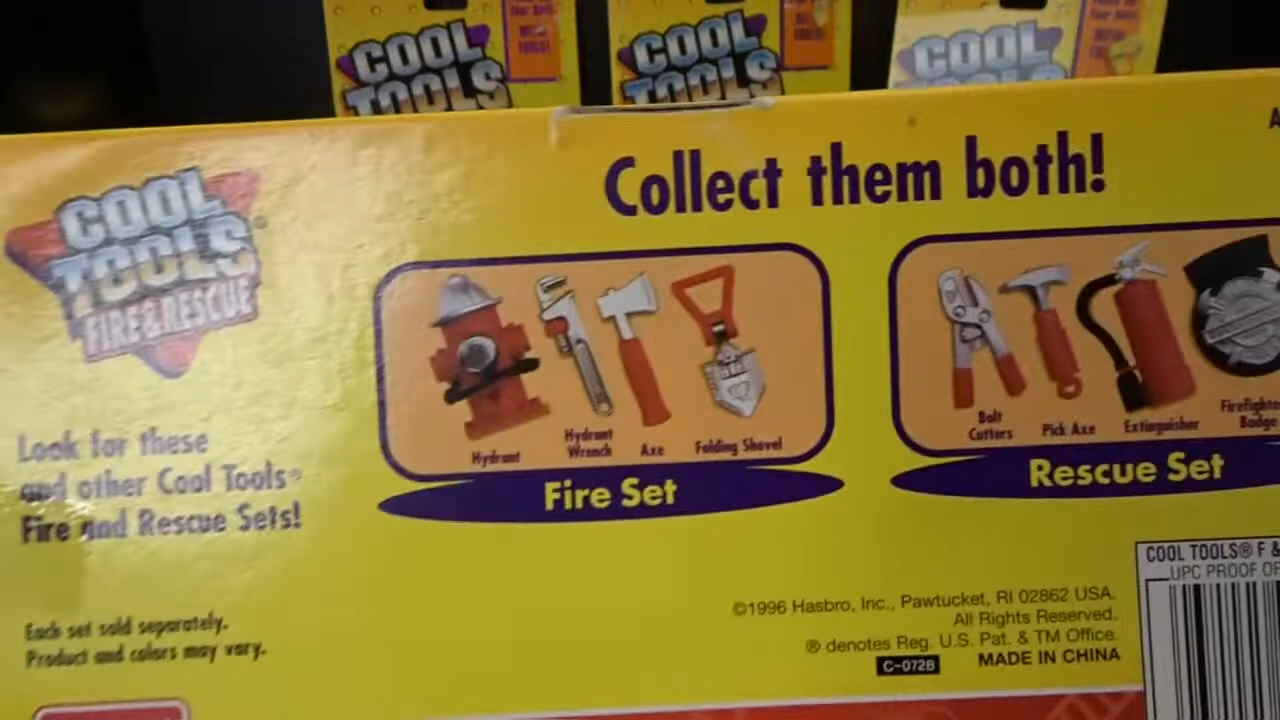 COOL
TOOLS
COOL
TOOLS
COOL
TOOLS
Collect them both!
COOL
TOOLS
FIRE & RESCUE
Look for these
and other Cool Tools®
Fire and Rescue Sets!
Hydrant
Hydrant
Wrench
Axe
Folding Shovel
Fire Set
Bolt
Cutters
Pick Axe
Extinguisher
Firefighter
Badge
Rescue Set
Each set sold separately.
Product and colors may vary.
©1996 Hasbro, Inc., Pawtucket, RI 02862 USA.
All Rights Reserved.
® denotes Reg. U.S. Pat. & TM Office.
C-072B
MADE IN CHINA
COOL TOOLS® F &
UPC PROOF OF